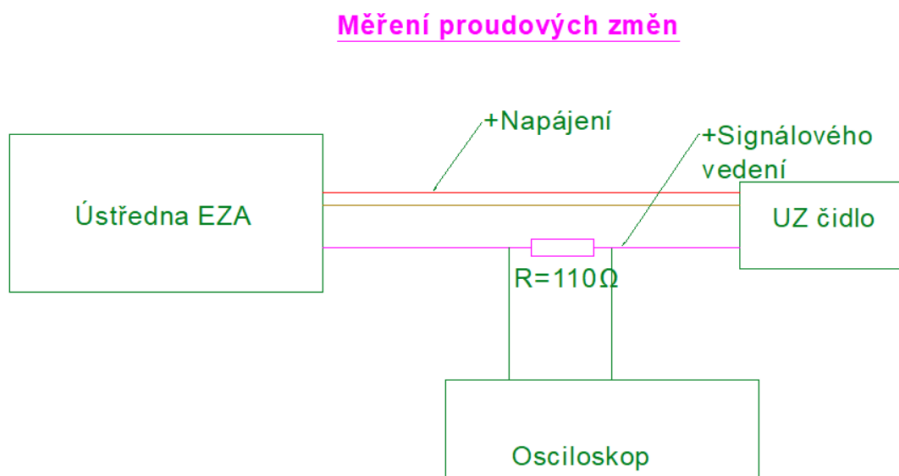 Měření proudových změn
+Napájení
+Signálového
vedení
Ústředna EZA
UZ čidlo
R=110Ω
Osciloskop